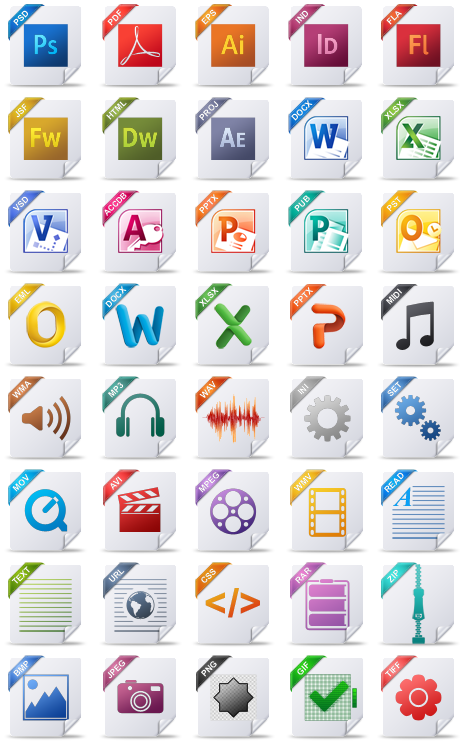 PSD PDF EPS IND FLA
Ps Ai ID Fl
JSF HTML PROJ DOCX XLSX
Fw Dw AE W X
VSD ACCDB PPTX PUB PST
V A P P O
EML DOCX XLSX PPTX MIDI
O W X P
WMA MP3 WAV INI SET
MOV AVI MPEG WMV READ
A
TEXT URL CSS RAR ZIP
</>
BMP JPEG PNG GIF TIFF